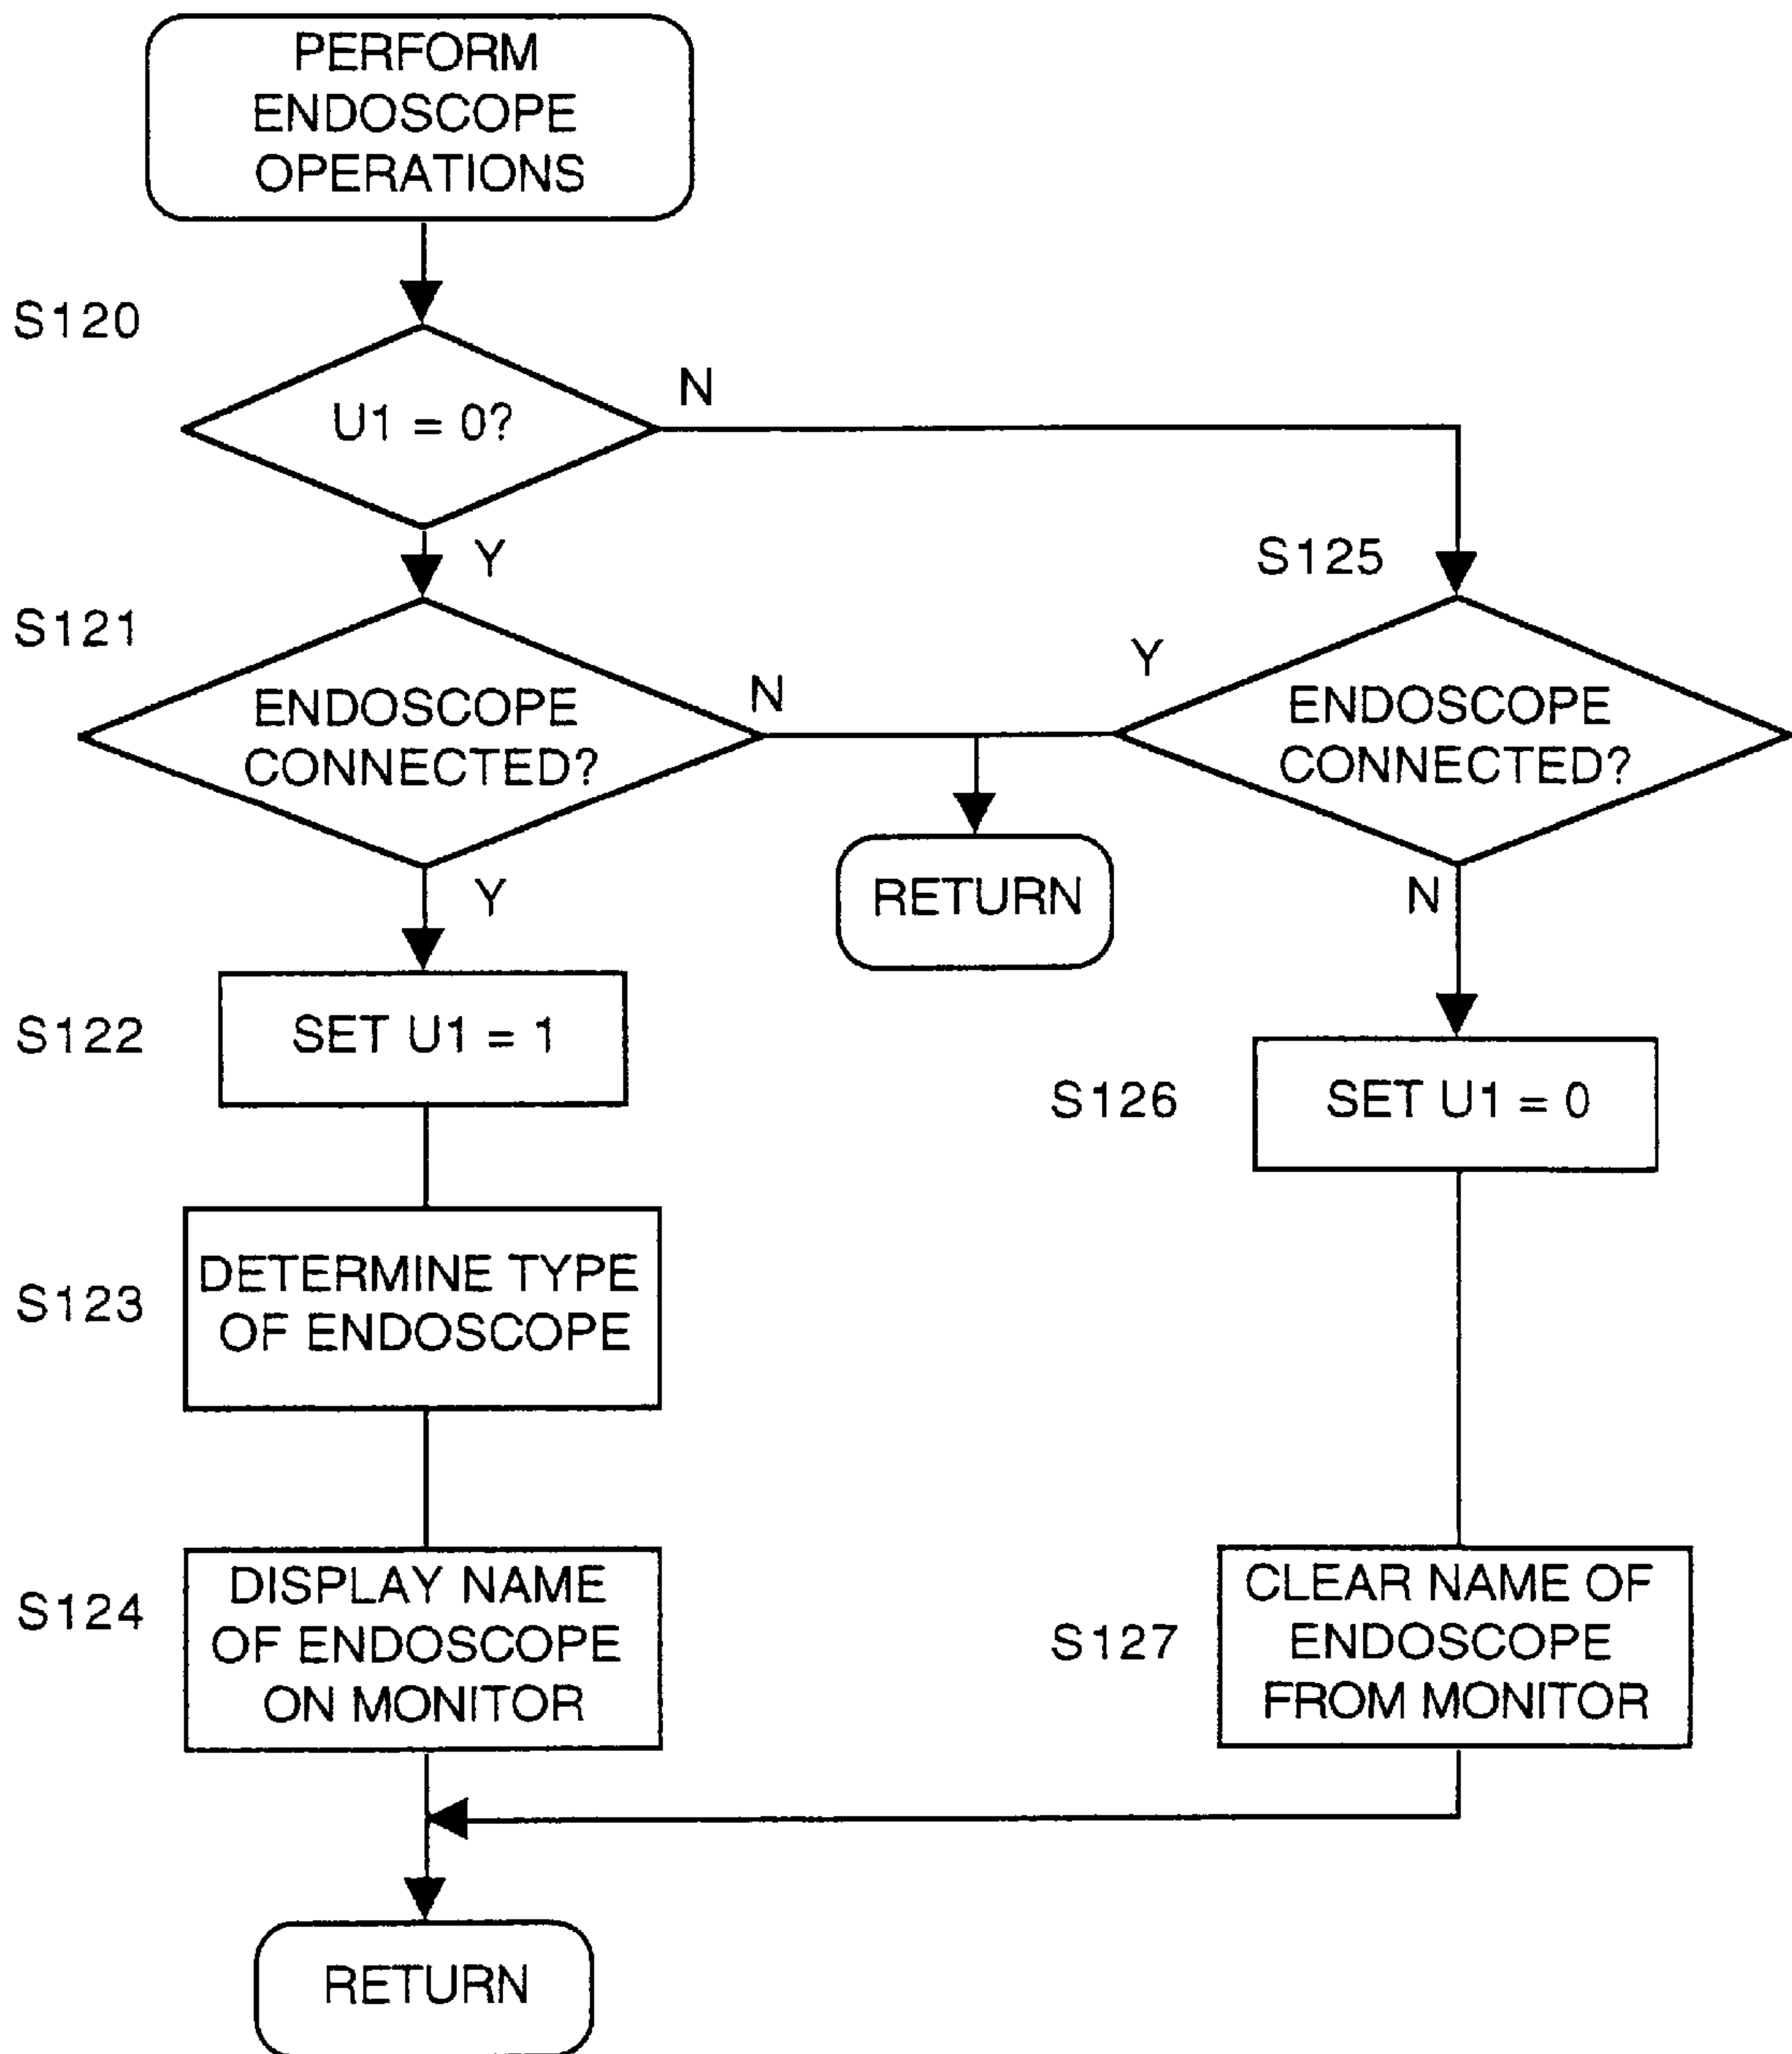 PERFORM
ENDOSCOPE
OPERATIONS
S120
U1 = 0?
N
Y
S125
S121
ENDOSCOPE
CONNECTED?
N
Y
ENDOSCOPE
CONNECTED?
Y
RETURN
N
S122
SET U1 = 1
S126
SET U1 = 0
S123
DETERMINE TYPE
OF ENDOSCOPE
S124
DISPLAY NAME
OF ENDOSCOPE
ON MONITOR
S127
CLEAR NAME OF
ENDOSCOPE
FROM MONITOR
RETURN